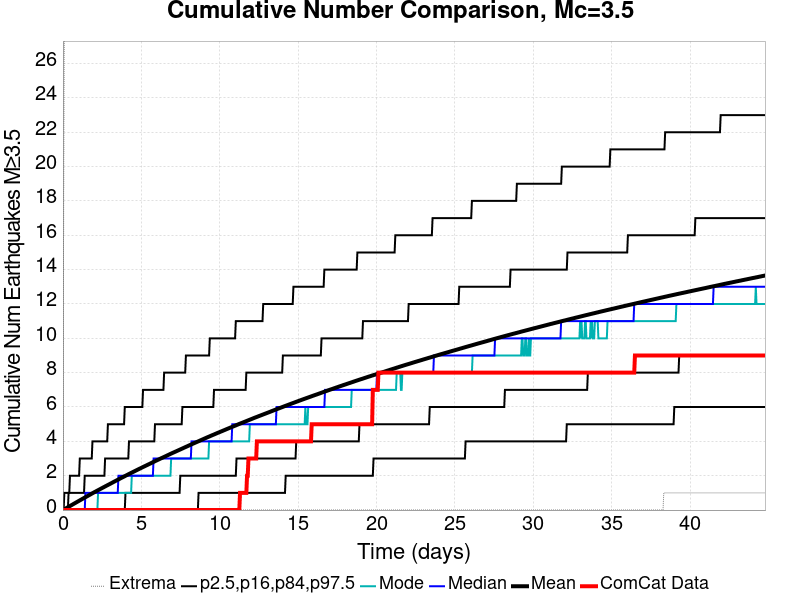 Cumulative Number Comparison, Mc=3.5
Cumulative Num Earthquakes M≥3.5
26
24
22
20
18
16
14
12
10
8
6
4
2
0
0 5 10 15 20 25 30 35 40
Time (days)
Extrema p2.5,p16,p84,p97.5 Mode Median Mean ComCat Data